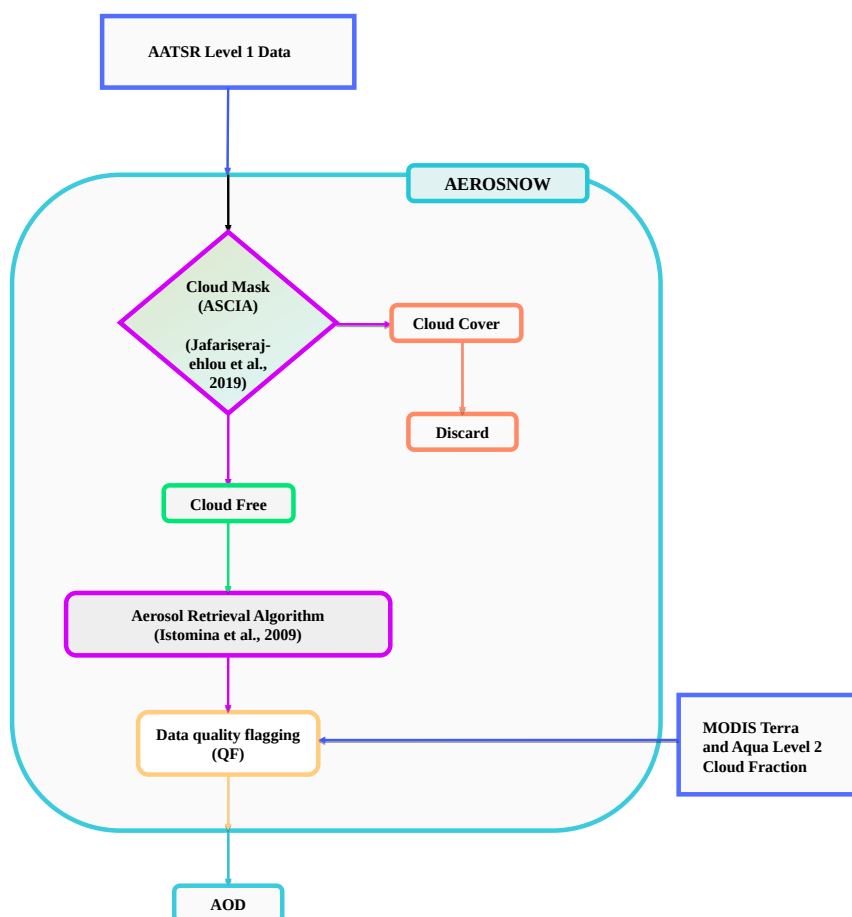 AATSR Level 1 Data
AEROSNOW
Cloud Mask
(ASCIA)
(Jafariseraj-
ehlou et al.,
2019)
Cloud Cover
Discard
Cloud Free
Aerosol Retrieval Algorithm
(Istomina et al., 2009)
Data quality flagging
(QF)
MODIS Terra
and Aqua Level 2
Cloud Fraction
AOD